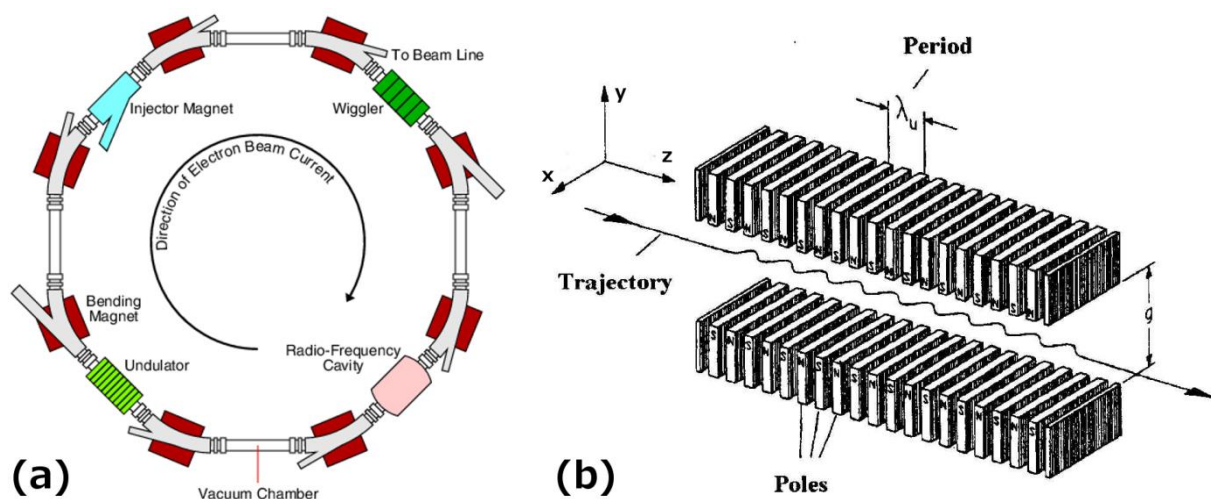 To Beam Line
Injector Magnet
Wiggler
Direction of Electron Beam Current
Bending
Magnet
Undulator
Radio-Frequency
Cavity
Vacuum Chamber
(a)
Period
λu
y
z
x
Trajectory
g
Poles
(b)